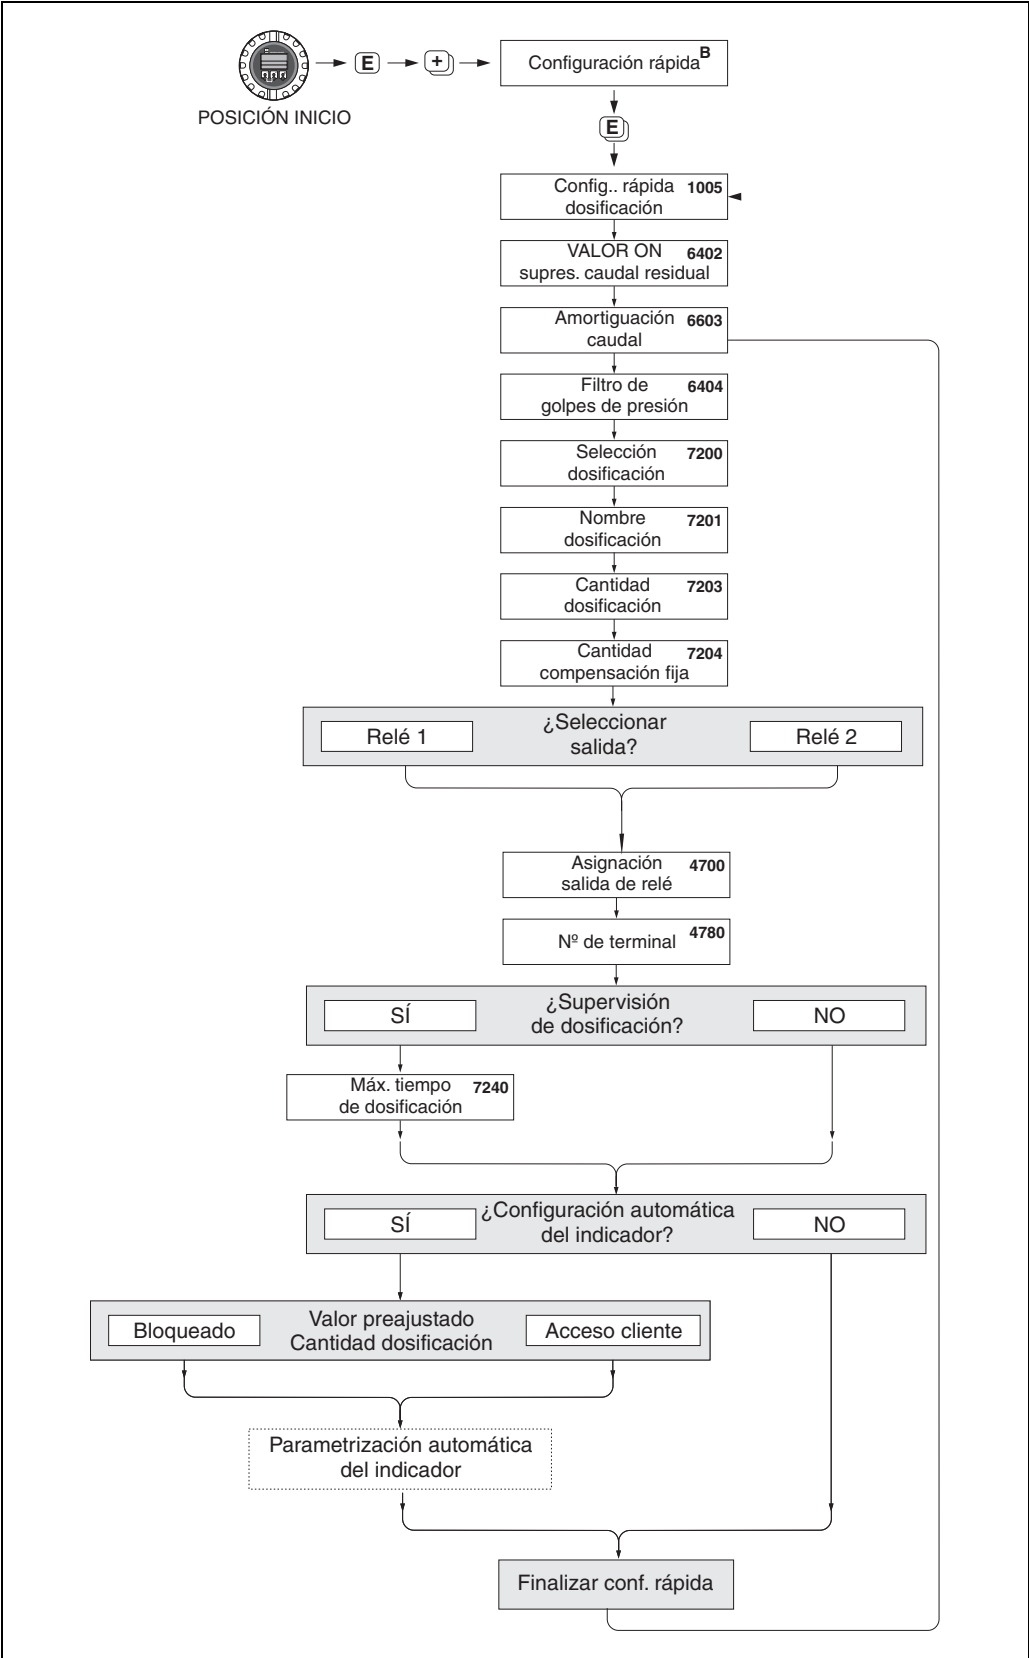 E
+
Configuración rápida B
POSICIÓN INICIO
E
Config.. rápida 1005
dosificación
VALOR ON 6402
supres. caudal residual
Amortiguación 6603
caudal
Filtro de 6404
golpes de presión
Selección 7200
dosificación
Nombre 7201
dosificación
Cantidad 7203
dosificación
Cantidad 7204
compensación fija
¿Seleccionar
salida?
Relé 1
Relé 2
Asignación 4700
salida de relé
Nº de terminal 4780
¿Supervisión
de dosificación?
SÍ
NO
Máx. tiempo 7240
de dosificación
¿Configuración automática
del indicador?
SÍ
NO
Valor preajustado
Cantidad dosificación
Bloqueado
Acceso cliente
Parametrización automática
del indicador
Finalizar conf. rápida